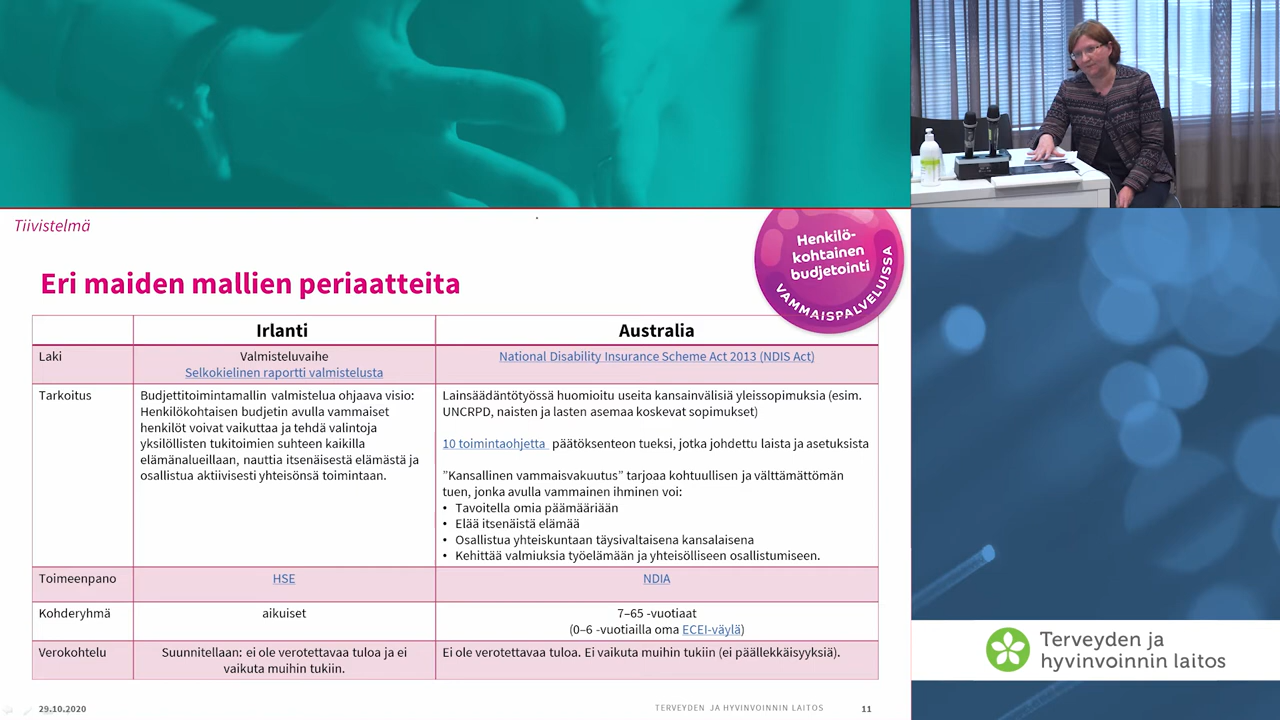 Tiivistelmä
Henkilö-
kohtainen
budjetointi
VAMMAISPALVELUISSA
Eri maiden mallien periaatteita
Irlanti
Australia
Laki
Valmisteluvaihe
Selkokielinen raportti valmistelusta
National Disability Insurance Scheme Act 2013 (NDIS Act)
Tarkoitus
Budjettitoimintamallin valmistelua ohjaava visio:
Henkilökohtaisen budjetin avulla vammaiset
henkilöt voivat vaikuttaa ja tehdä valintoja
yksilöllisten tukitoimien suhteen kaikilla
elämänalueillaan, nauttia itsenäisestä elämästä ja
osallistua aktiivisesti yhteisönsä toimintaan.
Lainsäädäntötyössä huomioitu useita kansainvälisiä yleissopimuksia (esim.
UNCRPD, naisten ja lasten asemaa koskevat sopimukset)
10 toimintaohjetta päätöksenteon tueksi, jotka johdettu laista ja asetuksista
”Kansallinen vammaisvakuutus” tarjoaa kohtuullisen ja välttämättömän
tuen, jonka avulla vammainen ihminen voi:
• Tavoitella omia päämääriään
• Elää itsenäistä elämää
• Osallistua yhteiskuntaan täysivaltaisena kansalaisena
• Kehittää valmiuksia työelämään ja yhteisölliseen osallistumiseen.
Toimeenpano
HSE
NDIA
Kohderyhmä
aikuiset
7–65 -vuotiaat
(0–6 -vuotiailla oma ECEI-väylä)
Verokohtelu
Suunnitellaan: ei ole verotettavaa tuloa ja ei
vaikuta muihin tukiin.
Ei ole verotettavaa tuloa. Ei vaikuta muihin tukiin (ei päällekkäisyyksiä).
29.10.2020
TERVEYDEN JA HYVINVOINNIN LAITOS
11
Terveyden ja
hyvinvoinnin laitos